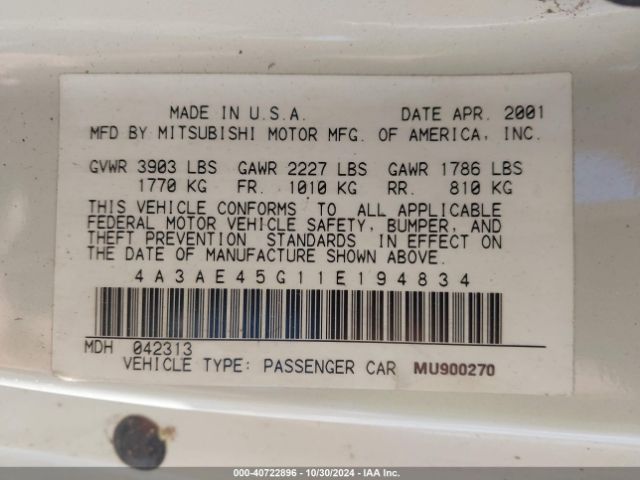 MADE IN U.S.A. DATE APR. 2001
MFD BY MITSUBISHI MOTOR MFG. OF AMERICA, INC.
GVWR 3903 LBS GAWR 2227 LBS GAWR 1786 LBS
1770 KG FR. 1010 KG RR. 810 KG
THIS VEHICLE CONFORMS TO ALL APPLICABLE
FEDERAL MOTOR VEHICLE SAFETY, BUMPER, AND
THEFT PREVENTION STANDARDS IN EFFECT ON
THE DATE OF MANUFACTURE SHOWN ABOVE.
4A3AE45G11E194834
MDH 042313
VEHICLE TYPE: PASSENGER CAR MU900270
000-40722896 - 10/30/2024 - IAA Inc.